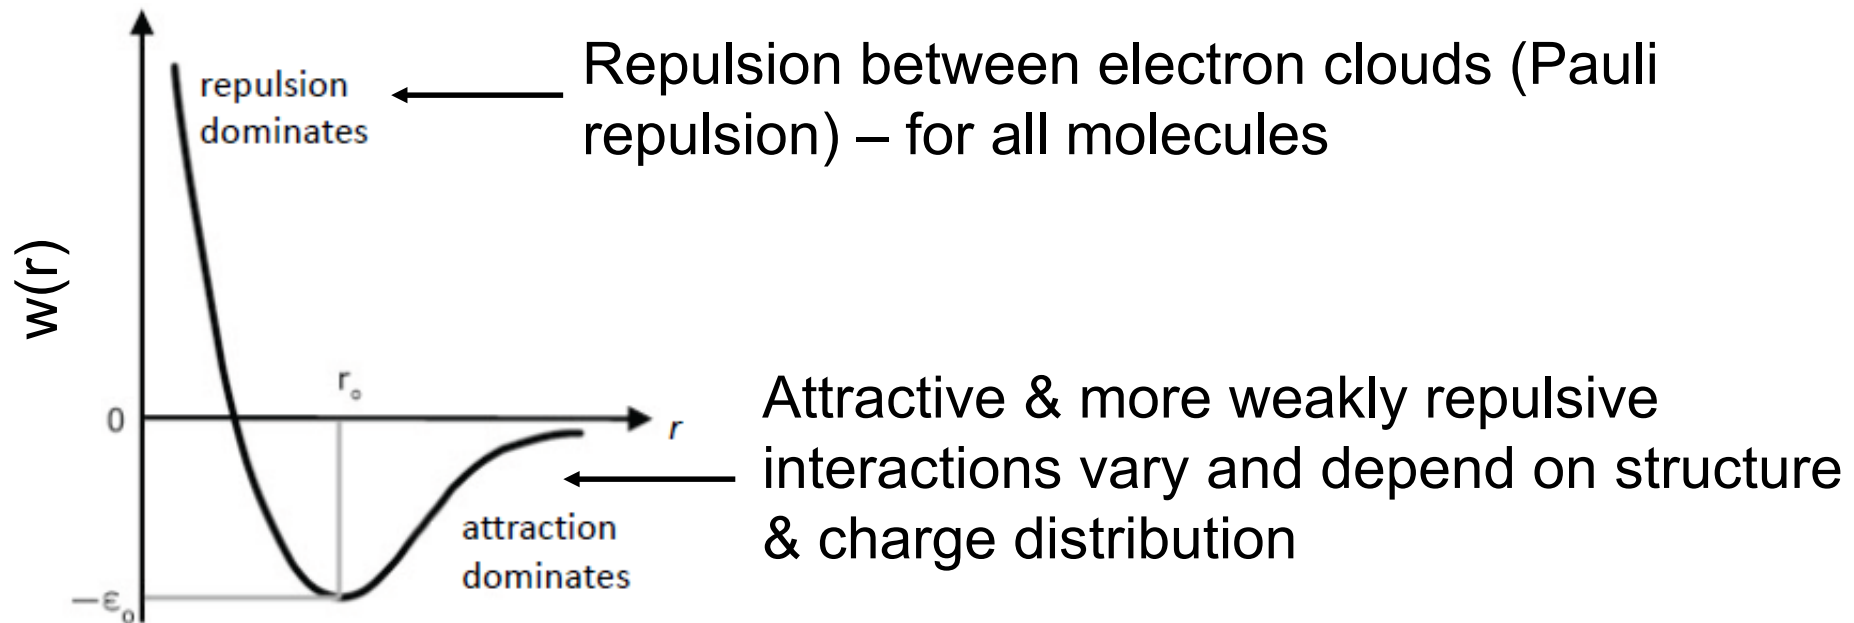 repulsion
dominates
Repulsion between electron clouds (Pauli
repulsion) – for all molecules
w(r)
r₀
0
r
Attractive & more weakly repulsive
interactions vary and depend on structure
& charge distribution
attraction
dominates
−ε₀